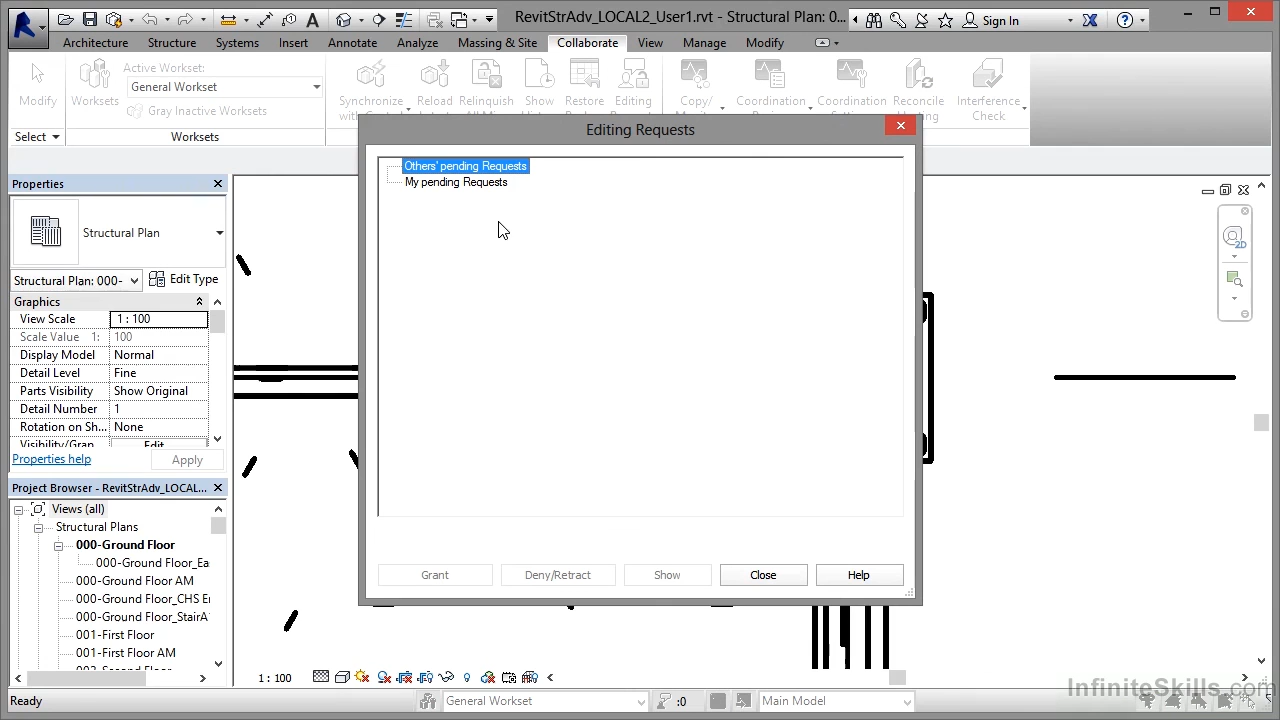 RevitStrAdv_LOCAL2_User1.rvt - Structural Plan: 0...
Sign In
Architecture Structure Systems Insert Annotate Analyze Massing & Site Collaborate View Manage Modify
Active Workset:
General Workset
Gray Inactive Worksets
Modify
Worksets
Synchronize
Reload
Relinquish
Show
Restore
Editing
Copy/
Coordination
Coordination
Reconcile
Interference
Check
Select
Worksets
Editing Requests
Others' pending Requests
My pending Requests
Grant
Deny/Retract
Show
Close
Help
Properties
Structural Plan
Structural Plan: 000-
Edit Type
Graphics
View Scale 1 : 100
Scale Value 1: 100
Display Model Normal
Detail Level Fine
Parts Visibility Show Original
Detail Number 1
Rotation on Sh... None
Visibility/Grap Edit
Properties help
Apply
Project Browser - RevitStrAdv_LOCAL...
Views (all)
Structural Plans
000-Ground Floor
000-Ground Floor_Ea
000-Ground Floor AM
000-Ground Floor_CHS
000-Ground Floor_StairA
001-First Floor
001-First Floor AM
1 : 100
2D
Ready
General Workset
:0
Main Model
InfiniteSkills.com